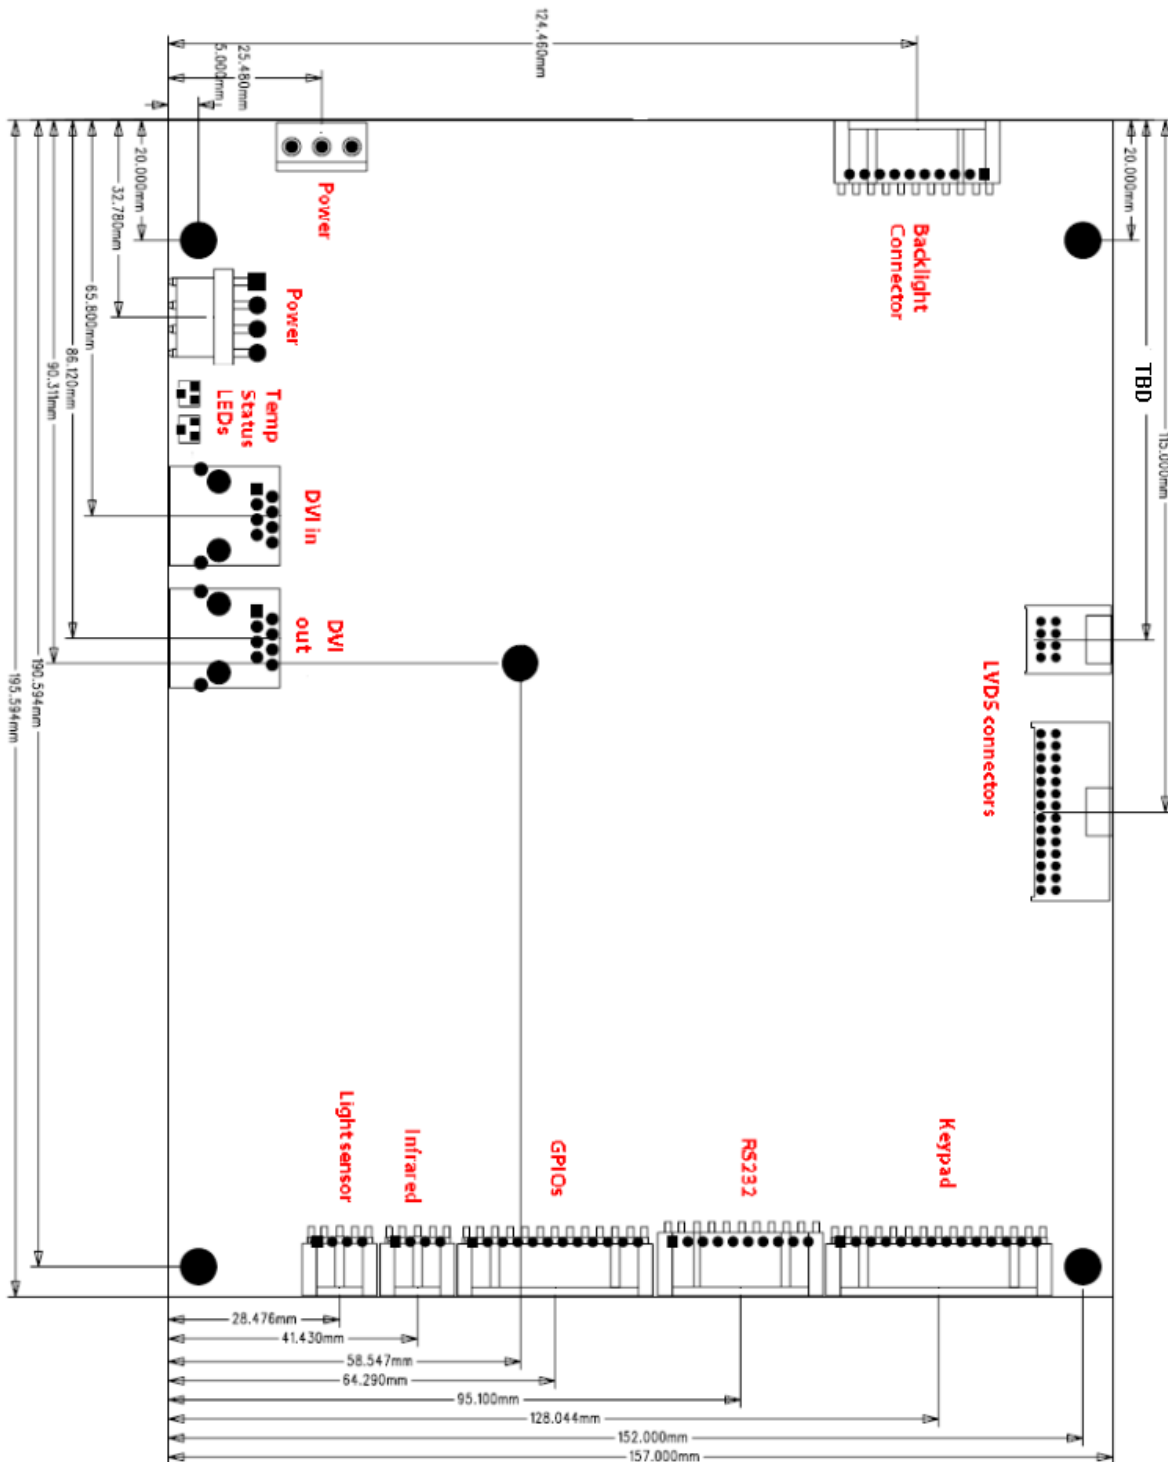 124.460mm
25.480mm
5.000mm
20.000mm
32.780mm
65.800mm
86.120mm
90.311mm
190.594mm
195.594mm
20.000mm
TBD
115.000mm
Power
Backlight
Connector
Power
Temp
Status
LEDs
DVI in
DVI
out
LVDS connectors
Light sensor
Infrared
GPIOs
RS232
Keypad
28.476mm
41.430mm
58.547mm
64.290mm
95.100mm
128.044mm
152.000mm
157.000mm